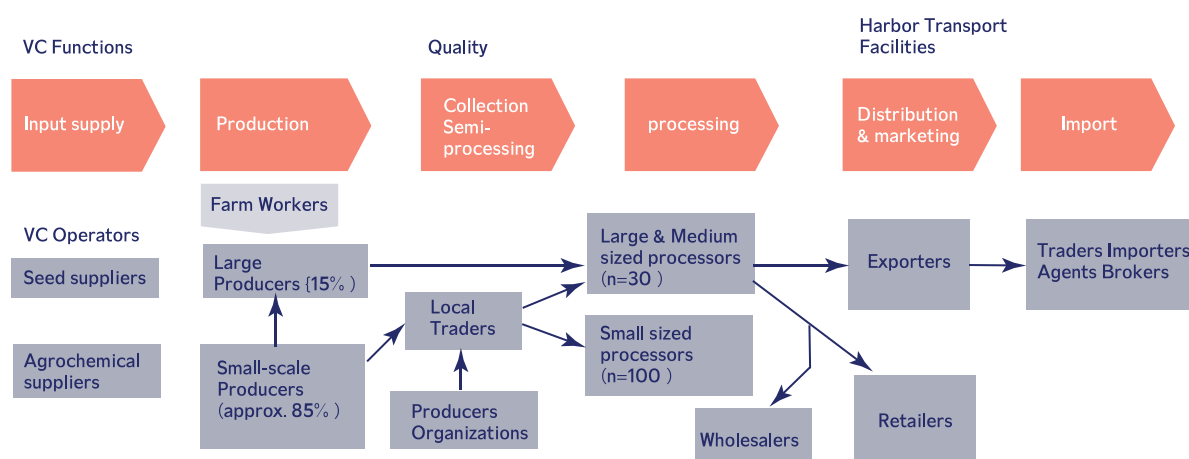 VC Functions
Quality
Harbor Transport
Facilities
Input supply
Production
Collection
Semi-
processing
processing
Distribution
& marketing
Import
Farm Workers
VC Operators
Seed suppliers
Large
Producers {15% )
Large & Medium
sized processors
(n=30 )
Exporters
Traders Importers
Agents Brokers
Local
Traders
Agrochemical
suppliers
Small-scale
Producers
(approx. 85% )
Small sized
processors
(n=100 )
Producers
Organizations
Wholesalers
Retailers